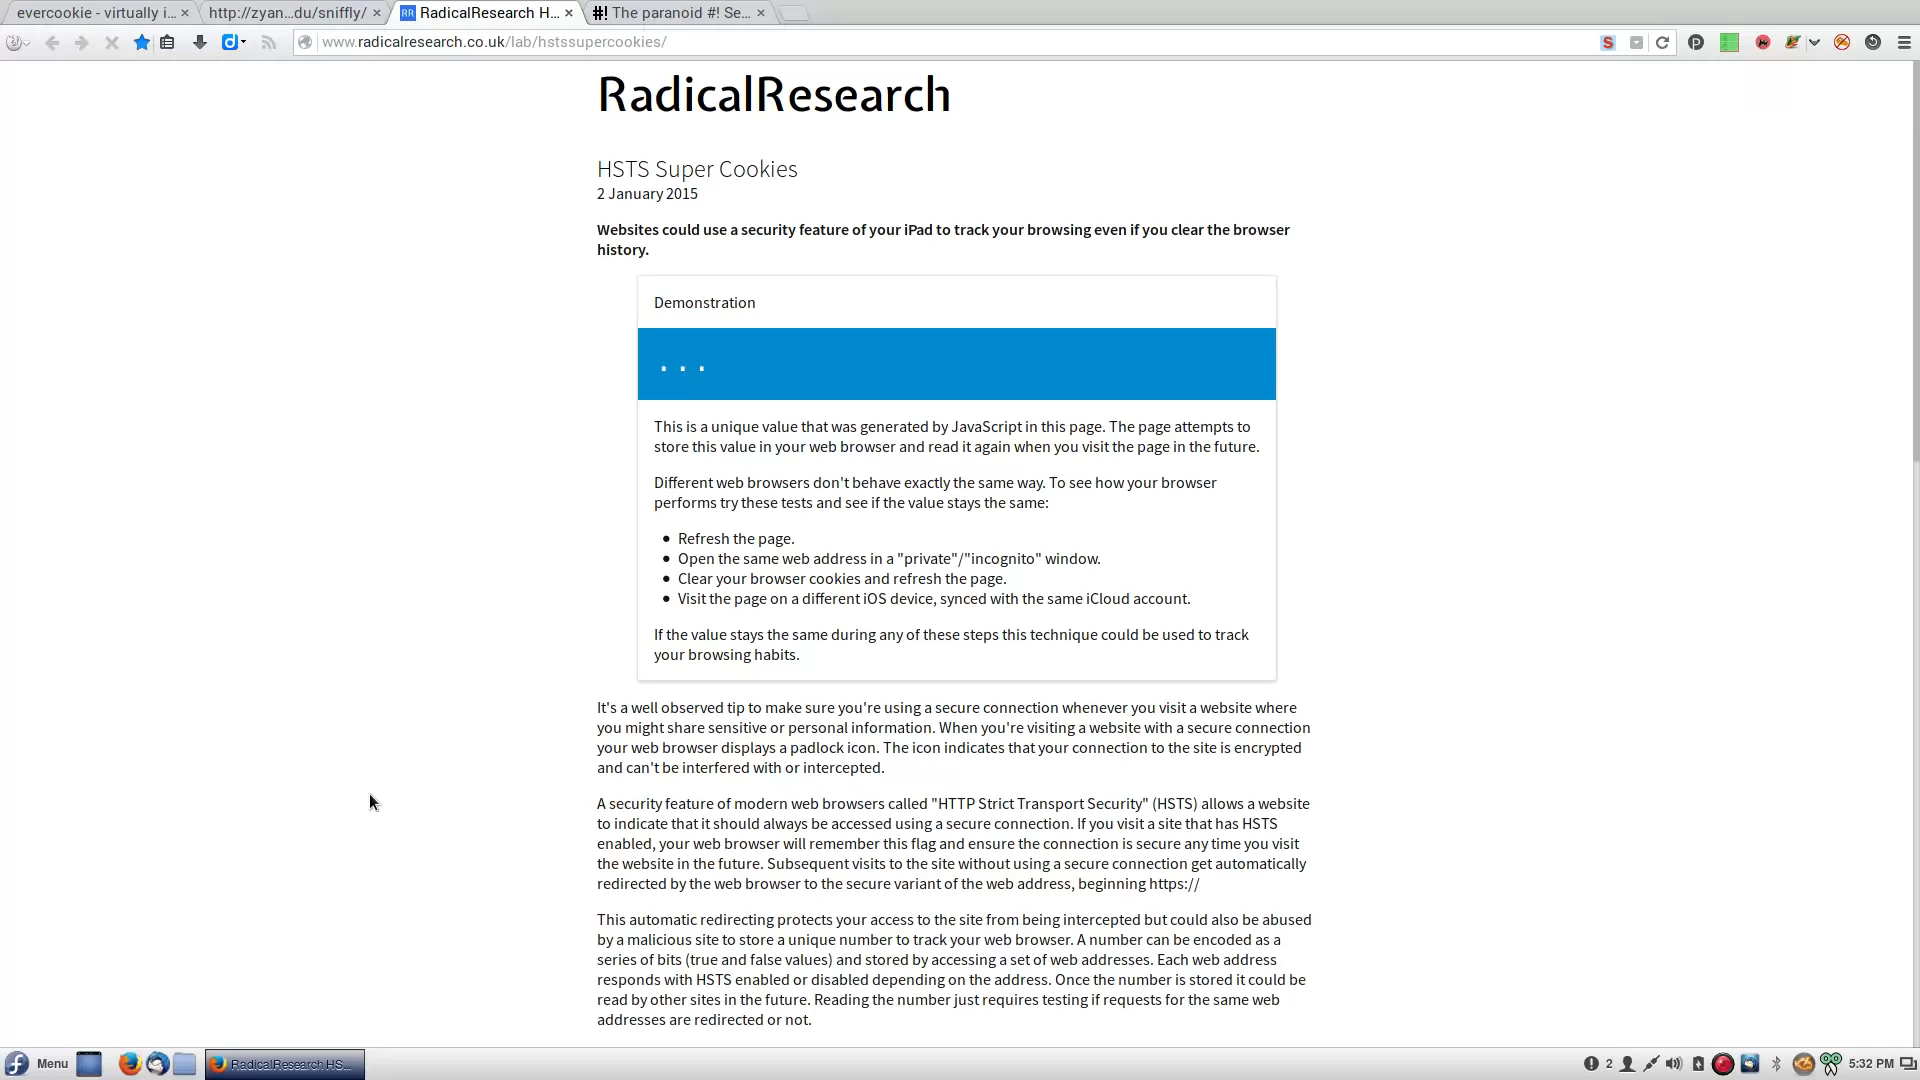 evercookie - virtually i...
http://zyan...du/sniffly/
RR RadicalResearch H...
#! The paranoid #! Se...
www.radicalresearch.co.uk/lab/hstssupercookies/
RadicalResearch
HSTS Super Cookies
2 January 2015
Websites could use a security feature of your iPad to track your browsing even if you clear the browser
history.
Demonstration
...
This is a unique value that was generated by JavaScript in this page. The page attempts to
store this value in your web browser and read it again when you visit the page in the future.
Different web browsers don't behave exactly the same way. To see how your browser
performs try these tests and see if the value stays the same:
• Refresh the page.
• Open the same web address in a "private"/"incognito" window.
• Clear your browser cookies and refresh the page.
• Visit the page on a different iOS device, synced with the same iCloud account.
If the value stays the same during any of these steps this technique could be used to track
your browsing habits.
It's a well observed tip to make sure you're using a secure connection whenever you visit a website where
you might share sensitive or personal information. When you're visiting a website with a secure connection
your web browser displays a padlock icon. The icon indicates that your connection to the site is encrypted
and can't be interfered with or intercepted.
A security feature of modern web browsers called "HTTP Strict Transport Security" (HSTS) allows a website
to indicate that it should always be accessed using a secure connection. If you visit a site that has HSTS
enabled, your web browser will remember this flag and ensure the connection is secure any time you visit
the website in the future. Subsequent visits to the site without using a secure connection get automatically
redirected by the web browser to the secure variant of the web address, beginning https://
This automatic redirecting protects your access to the site from being intercepted but could also be abused
by a malicious site to store a unique number to track your web browser. A number can be encoded as a
series of bits (true and false values) and stored by accessing a set of web addresses. Each web address
responds with HSTS enabled or disabled depending on the address. Once the number is stored it could be
read by other sites in the future. Reading the number just requires testing if requests for the same web
addresses are redirected or not.
Menu
RadicalResearch HS...
2
5:32 PM